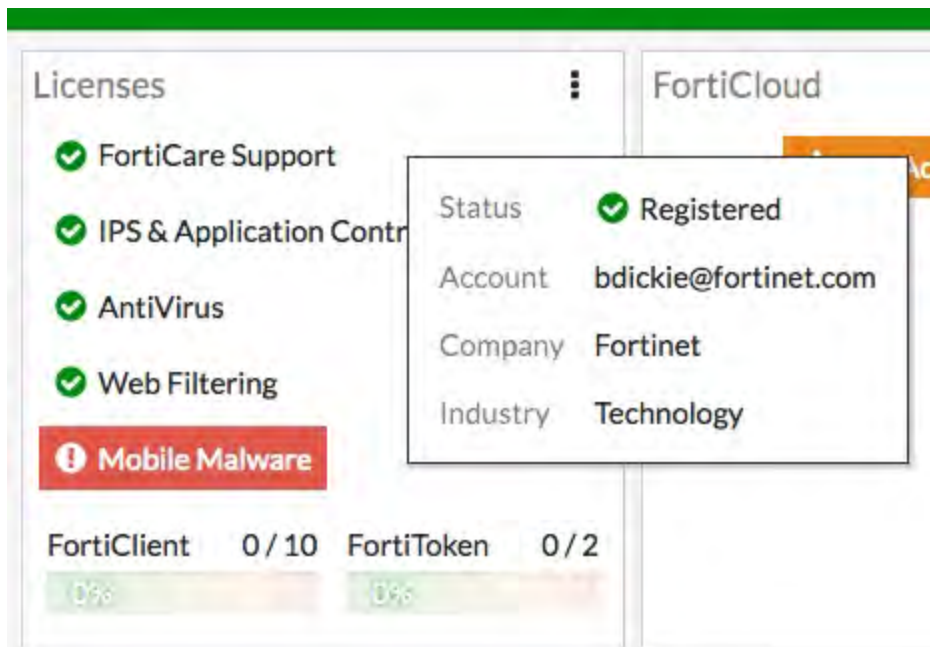 Licenses
FortiCare Support
IPS & Application Contr
AntiVirus
Web Filtering
Mobile Malware
FortiClient 0 / 10 FortiToken 0 / 2
0% 0%
FortiCloud
Status Registered
Account bdickie@fortinet.com
Company Fortinet
Industry Technology